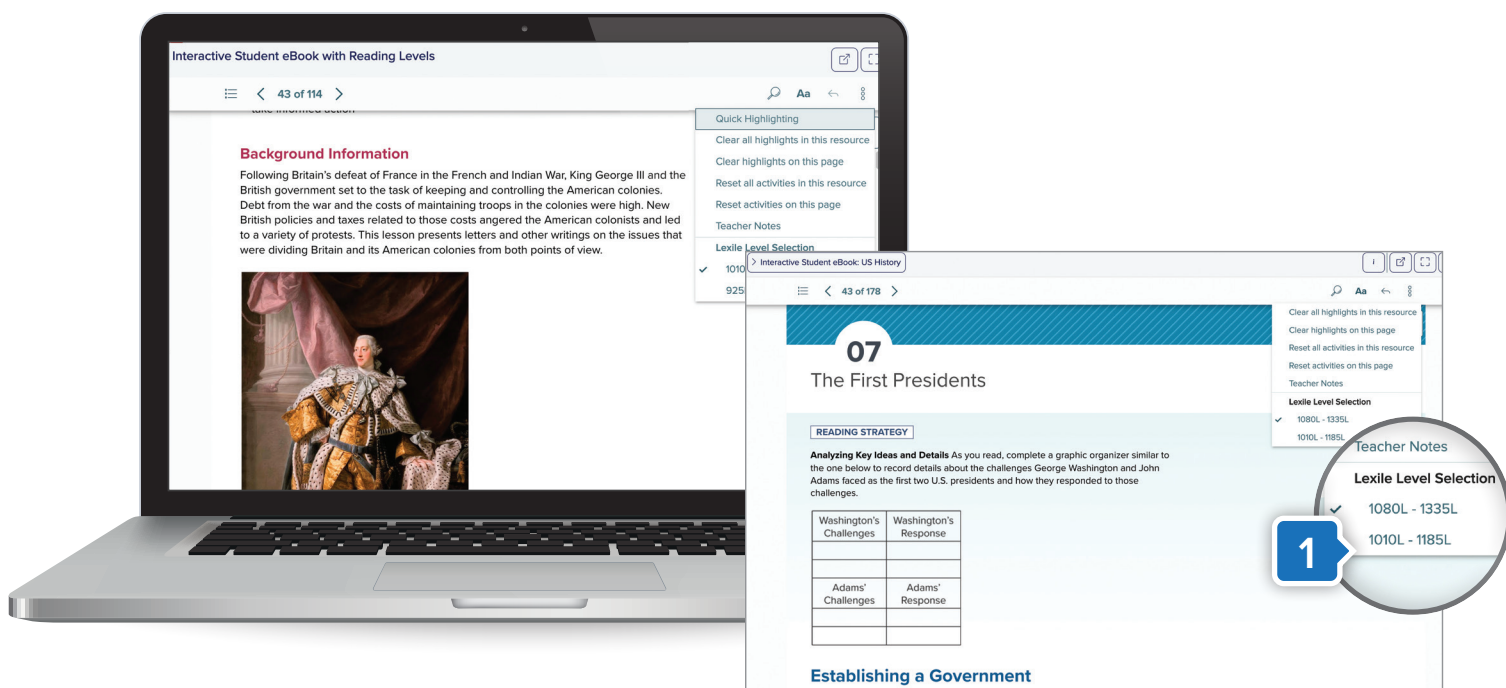 Interactive Student eBook with Reading Levels
43 of 114
Aa
take informed action
Background Information
Following Britain's defeat of France in the French and Indian War, King George III and the
British government set to the task of keeping and controlling the American colonies.
Debt from the war and the costs of maintaining troops in the colonies were high. New
British policies and taxes related to those costs angered the American colonists and led
to a variety of protests. This lesson presents letters and other writings on the issues that
were dividing Britain and its American colonies from both points of view.
Quick Highlighting
Clear all highlights in this resource
Clear highlights on this page
Reset all activities in this resource
Reset activities on this page
Teacher Notes
Lexile Level Selection
1010
925
> Interactive Student eBook: US History
i
43 of 178
Aa
Clear all highlights in this resource
Clear highlights on this page
Reset all activities in this resource
Reset activities on this page
Teacher Notes
Lexile Level Selection
1080L - 1335L
1010L - 1185L
07
The First Presidents
READING STRATEGY
Analyzing Key Ideas and Details As you read, complete a graphic organizer similar to
the one below to record details about the challenges George Washington and John
Adams faced as the first two U.S. presidents and how they responded to those
challenges.
Washington's Challenges
Washington's Response
Adams' Challenges
Adams' Response
Establishing a Government
Teacher Notes
Lexile Level Selection
1080L - 1335L
1010L - 1185L
1